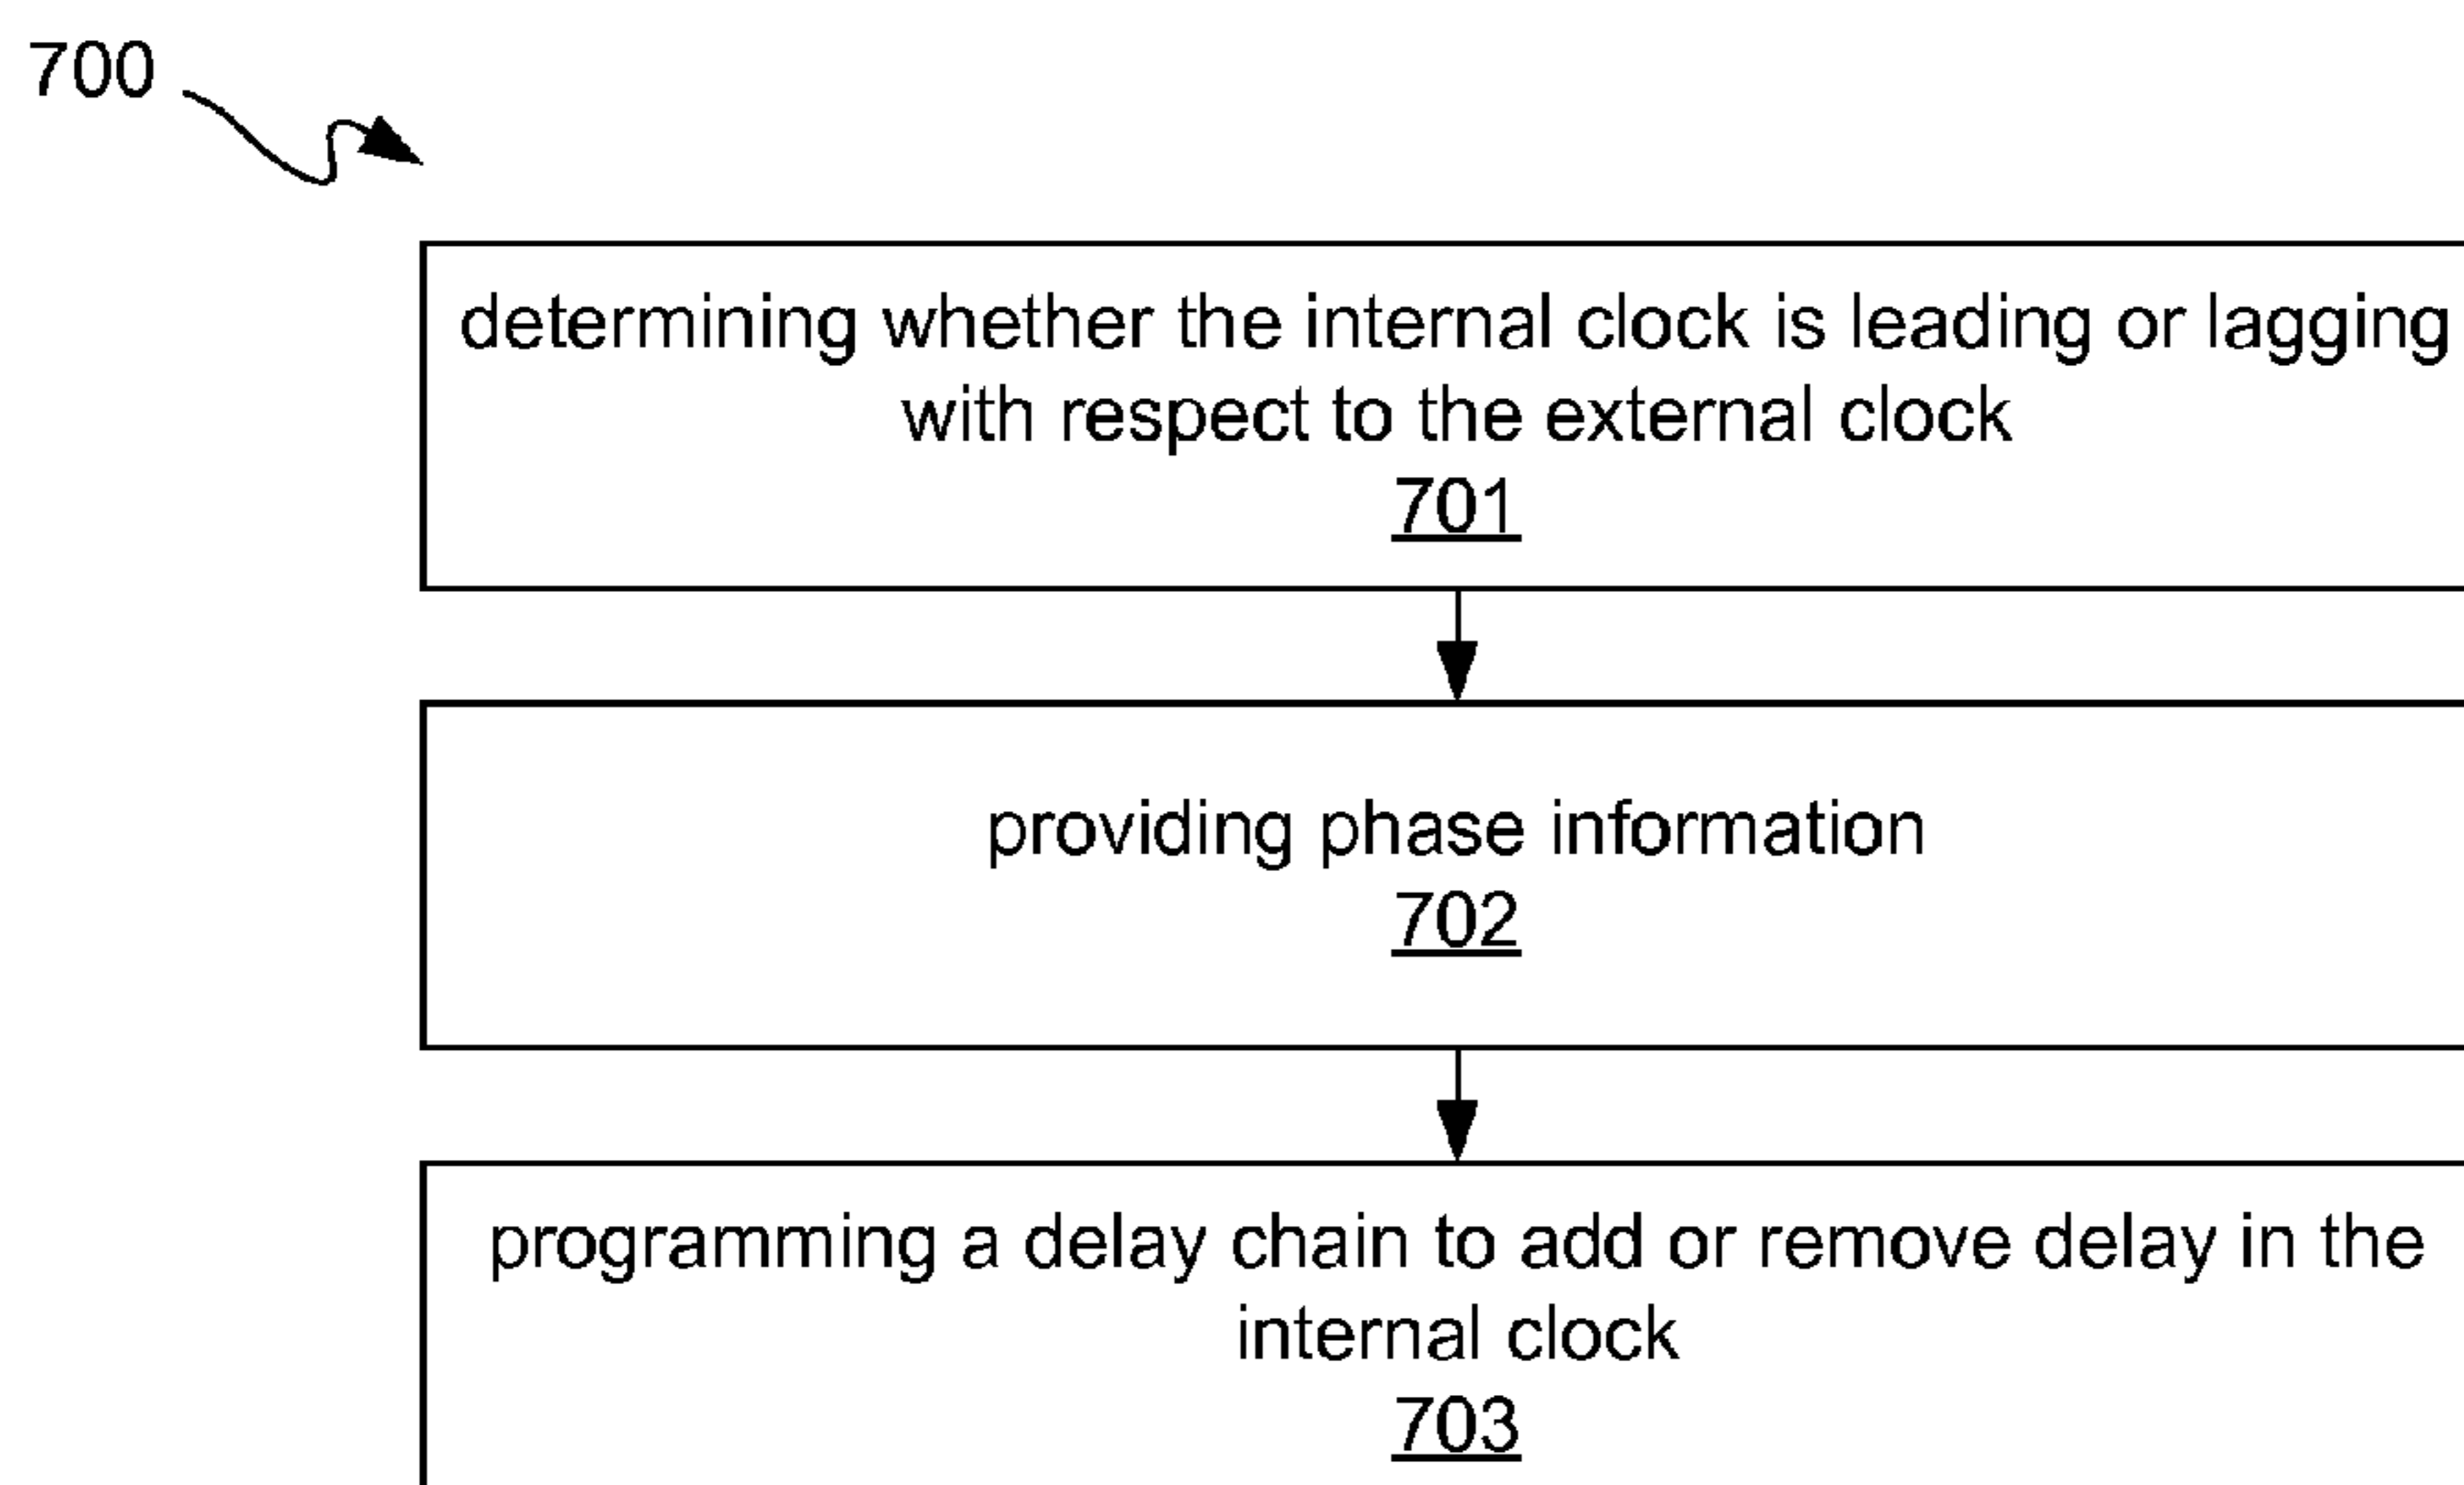 700
determining whether the internal clock is leading or lagging
with respect to the external clock
701
providing phase information
702
programming a delay chain to add or remove delay in the
internal clock
703